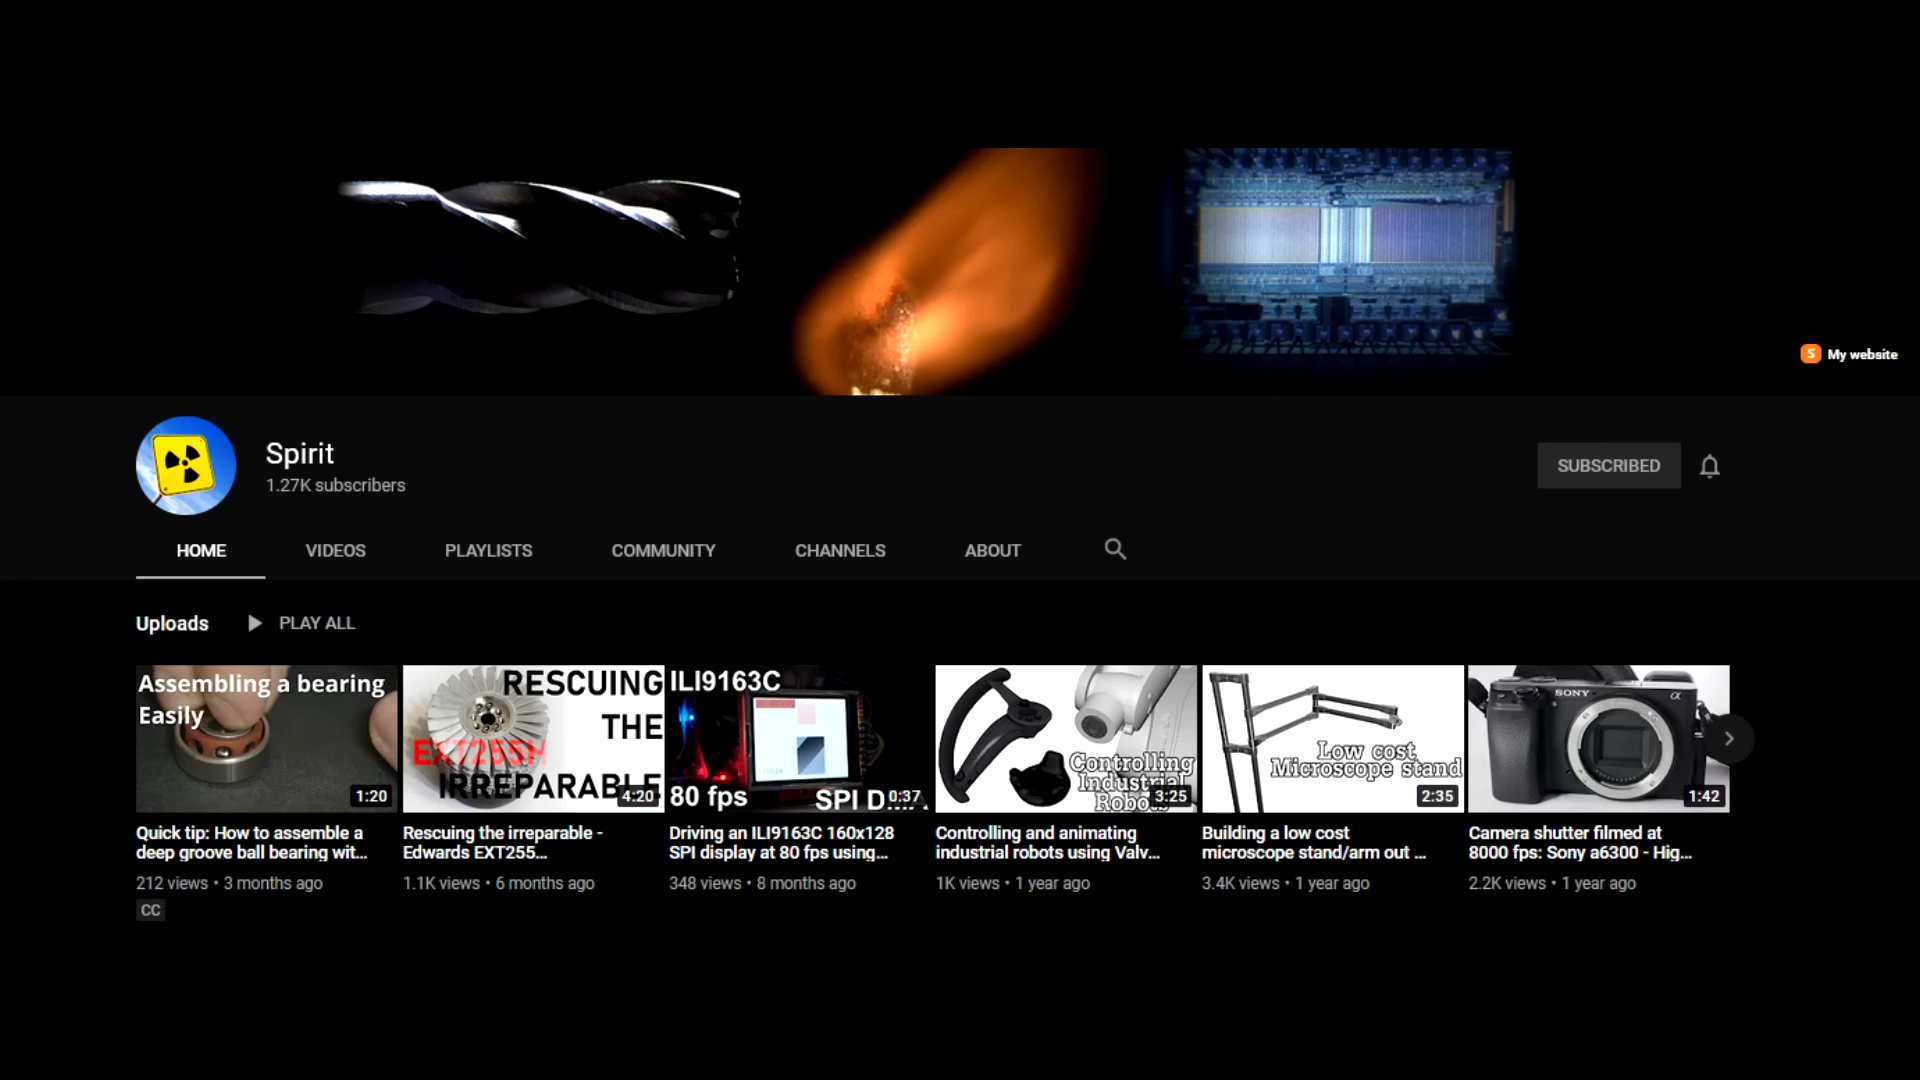 S My website
Spirit
1.27K subscribers
SUBSCRIBED
HOME VIDEOS PLAYLISTS COMMUNITY CHANNELS ABOUT
Uploads PLAY ALL
Assembling a bearing
Easily
1:20
RESCUING
THE
EXT255H
IRREPARABLE
4:20
ILI9163C
80 fps
0:37
Controlling
Industrial
Robots
3:25
Low cost
Microscope stand
2:35
SONY
α
1:42
Quick tip: How to assemble a
deep groove ball bearing wit...
212 views • 3 months ago
CC
Rescuing the irreparable -
Edwards EXT255...
1.1K views • 6 months ago
Driving an ILI9163C 160x128
SPI display at 80 fps using...
348 views • 8 months ago
Controlling and animating
industrial robots using Valv...
1K views • 1 year ago
Building a low cost
microscope stand/arm out ...
3.4K views • 1 year ago
Camera shutter filmed at
8000 fps: Sony a6300 - Hig...
2.2K views • 1 year ago